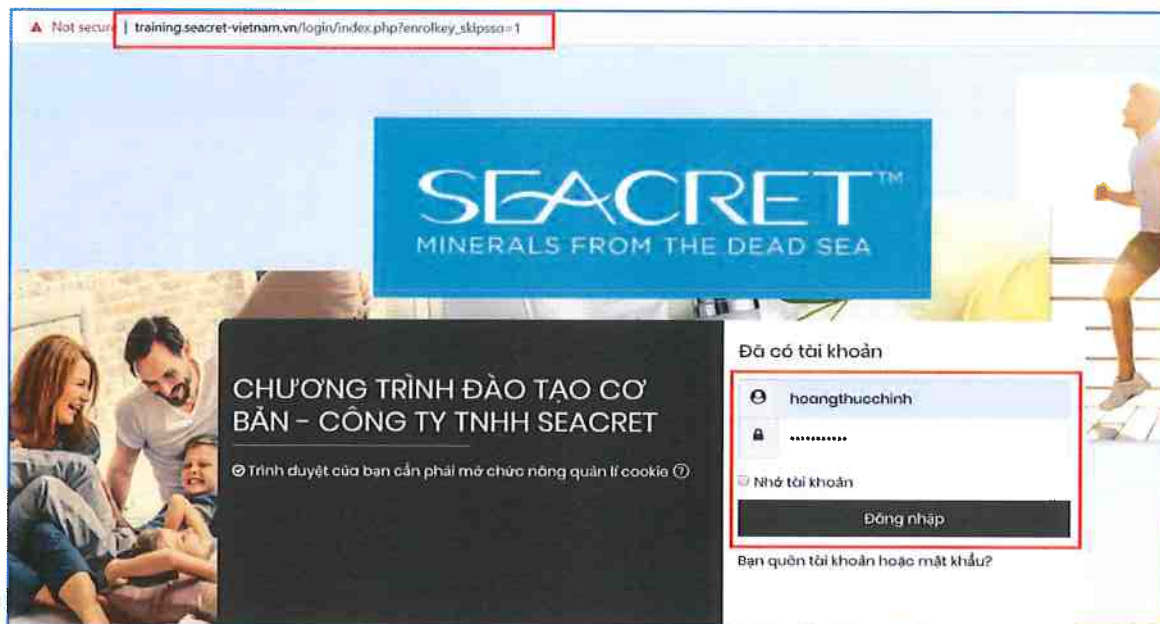 Not secure | training.seacret-vietnam.vn/login/index.php?enrolkey_skipsso=1
SEACRET™
MINERALS FROM THE DEAD SEA
CHƯƠNG TRÌNH ĐÀO TẠO CƠ
BẢN – CÔNG TY TNHH SEACRET
Trình duyệt của bạn cần phải mở chức năng quản lí cookie
Đã có tài khoản
hoangthucchinh
Nhớ tài khoản
Đăng nhập
Bạn quên tài khoản hoặc mật khẩu?